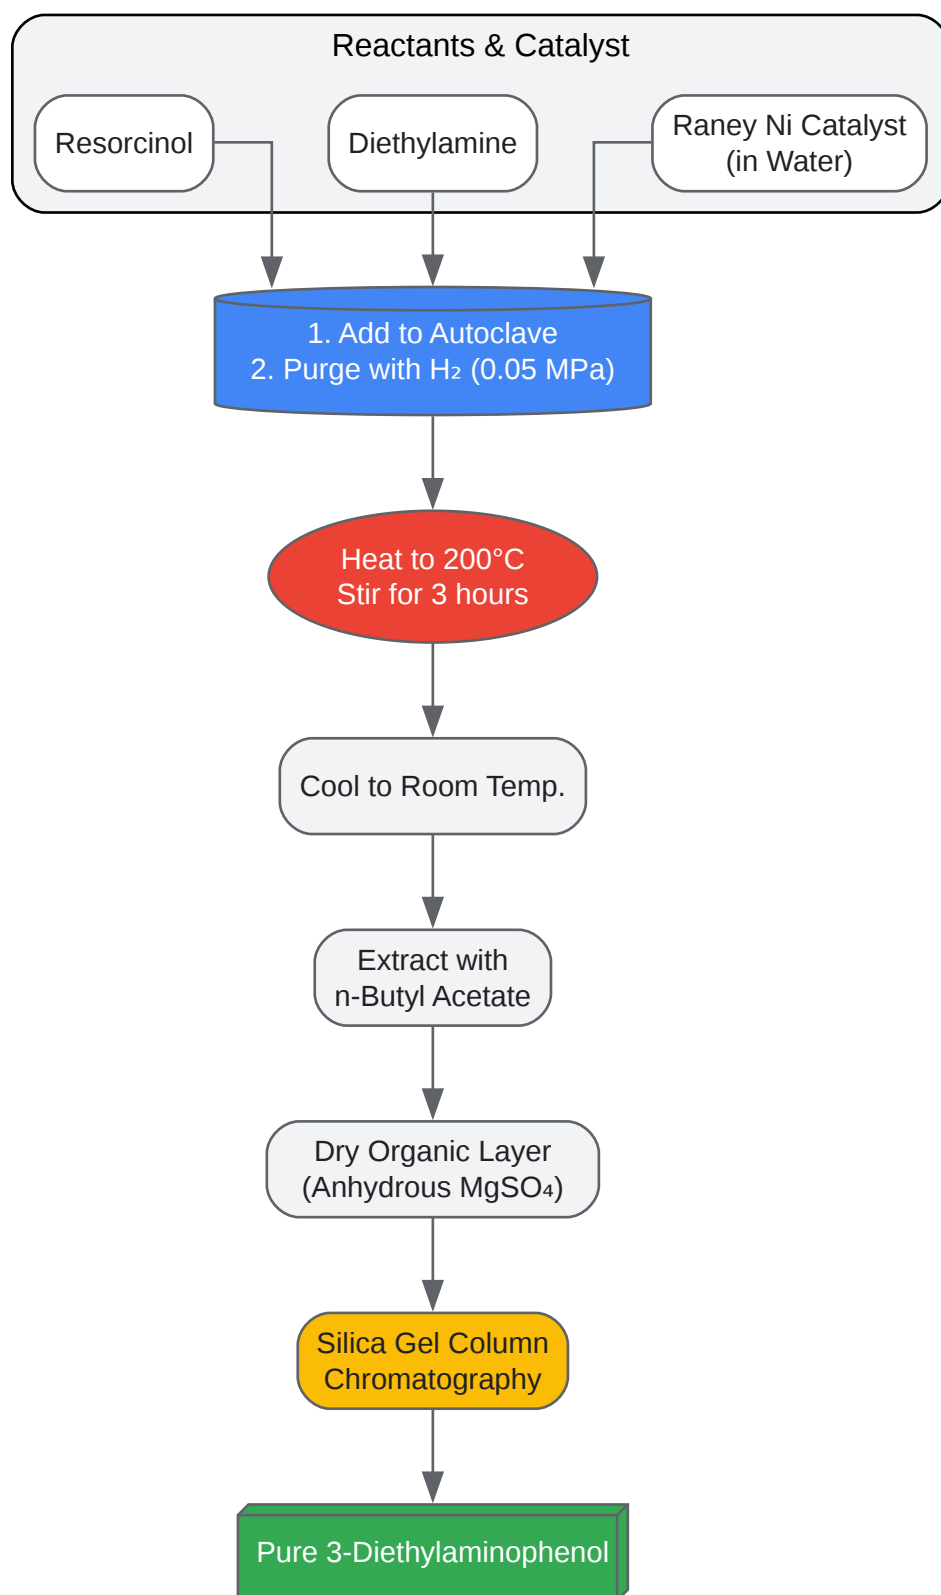 Reactants & Catalyst
Resorcinol
Diethylamine
Raney Ni Catalyst
(in Water)
1. Add to Autoclave
2. Purge with H₂ (0.05 MPa)
Heat to 200°C
Stir for 3 hours
Cool to Room Temp.
Extract with
n-Butyl Acetate
Dry Organic Layer
(Anhydrous MgSO₄)
Silica Gel Column
Chromatography
Pure 3-Diethylaminophenol